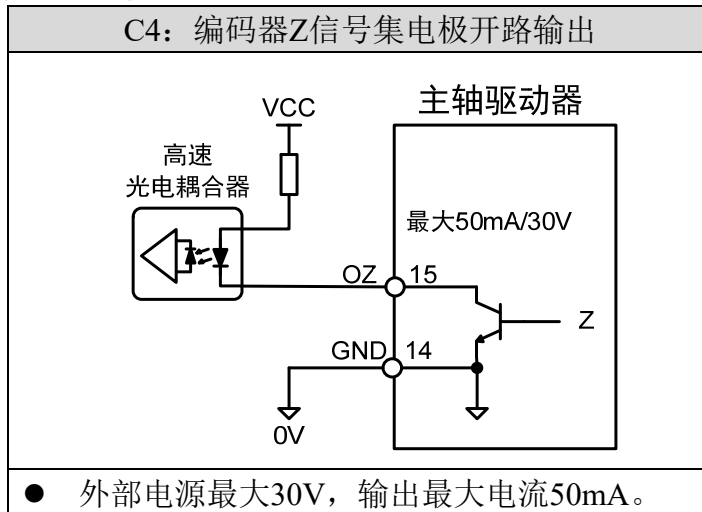 C4：编码器Z信号集电极开路输出
VCC
主轴驱动器
高速
光电耦合器
最大50mA/30V
OZ
15
Z
GND
14
0V
● 外部电源最大30V，输出最大电流50mA。